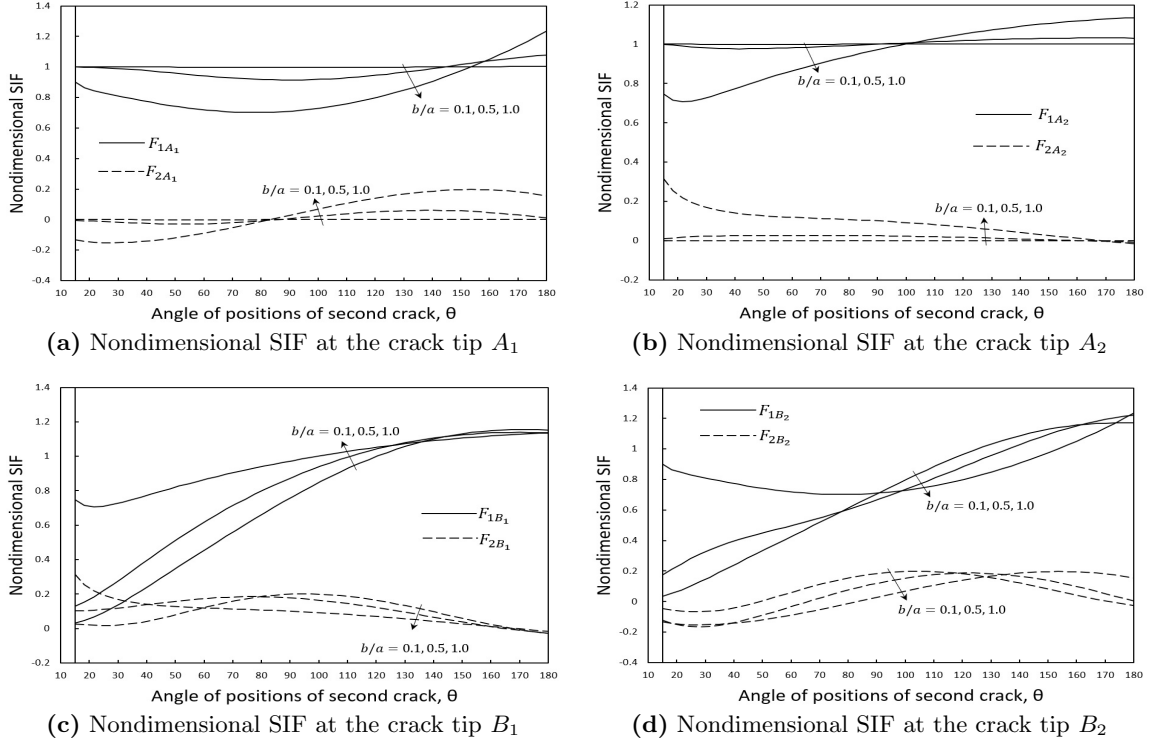 Nondimensional SIF
1.4
1.2
1
0.8
0.6
0.4
0.2
0
-0.2
-0.4
b/a = 0.1, 0.5, 1.0
F₁A₁
F₂A₁
b/a = 0.1, 0.5, 1.0
10 20 30 40 50 60 70 80 90 100 110 120 130 140 150 160 170 180
Angle of positions of second crack, θ
(a) Nondimensional SIF at the crack tip A₁
Nondimensional SIF
1.2
1
0.8
0.6
0.4
0.2
0
-0.2
b/a = 0.1, 0.5, 1.0
F₁A₂
F₂A₂
b/a = 0.1, 0.5, 1.0
10 20 30 40 50 60 70 80 90 100 110 120 130 140 150 160 170 180
Angle of positions of second crack, θ
(b) Nondimensional SIF at the crack tip A₂
Nondimensional SIF
1.4
1.2
1
0.8
0.6
0.4
0.2
0
-0.2
b/a = 0.1, 0.5, 1.0
F₁B₁
F₂B₁
b/a = 0.1, 0.5, 1.0
10 20 30 40 50 60 70 80 90 100 110 120 130 140 150 160 170 180
Angle of positions of second crack, θ
(c) Nondimensional SIF at the crack tip B₁
Nondimensional SIF
1.4
1.2
1
0.8
0.6
0.4
0.2
0
-0.2
-0.4
F₁B₂
F₂B₂
b/a = 0.1, 0.5, 1.0
b/a = 0.1, 0.5, 1.0
10 20 30 40 50 60 70 80 90 100 110 120 130 140 150 160 170 180
Angle of positions of second crack, θ
(d) Nondimensional SIF at the crack tip B₂